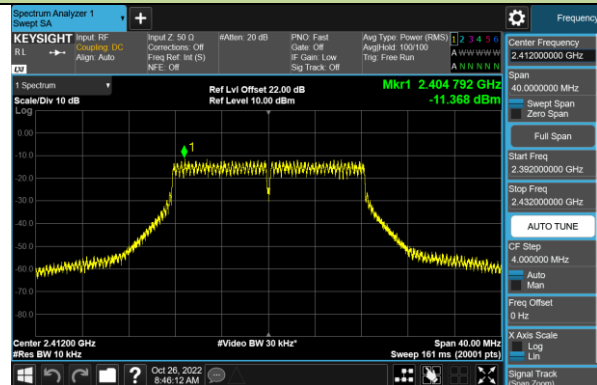 Spectrum Analyzer 1
Swept SA
Frequency
KEYSIGHT
RL
LXI
Input: RF
Coupling: DC
Align: Auto
Input Z: 50 Ω
Corrections: Off
Freq Ref: Int (S)
NFE: Off
#Atten: 20 dB
PNO: Fast
Gate: Off
IF Gain: Low
Sig Track: Off
Avg Type: Power (RMS)
Avg|Hold: 100/100
Trig: Free Run
1 2 3 4 5 6
A W W W W W
A N N N N N
1 Spectrum
Scale/Div 10 dB
Log
Ref Lvl Offset 22.00 dB
Ref Level 10.00 dBm
Mkr1 2.404 792 GHz
-11.368 dBm
1
0.00
-10.0
-20.0
-30.0
-40.0
-50.0
-60.0
-70.0
-80.0
Center 2.41200 GHz
#Res BW 10 kHz
#Video BW 30 kHz*
Span 40.00 MHz
Sweep 161 ms (20001 pts)
Center Frequency
2.412000000 GHz
Span
40.0000000 MHz
Swept Span
Zero Span
Full Span
Start Freq
2.392000000 GHz
Stop Freq
2.432000000 GHz
AUTO TUNE
CF Step
4.000000 MHz
Auto
Man
Freq Offset
0 Hz
X Axis Scale
Log
Lin
Signal Track
(Span Zoom)
Oct 26, 2022
8:46:12 AM